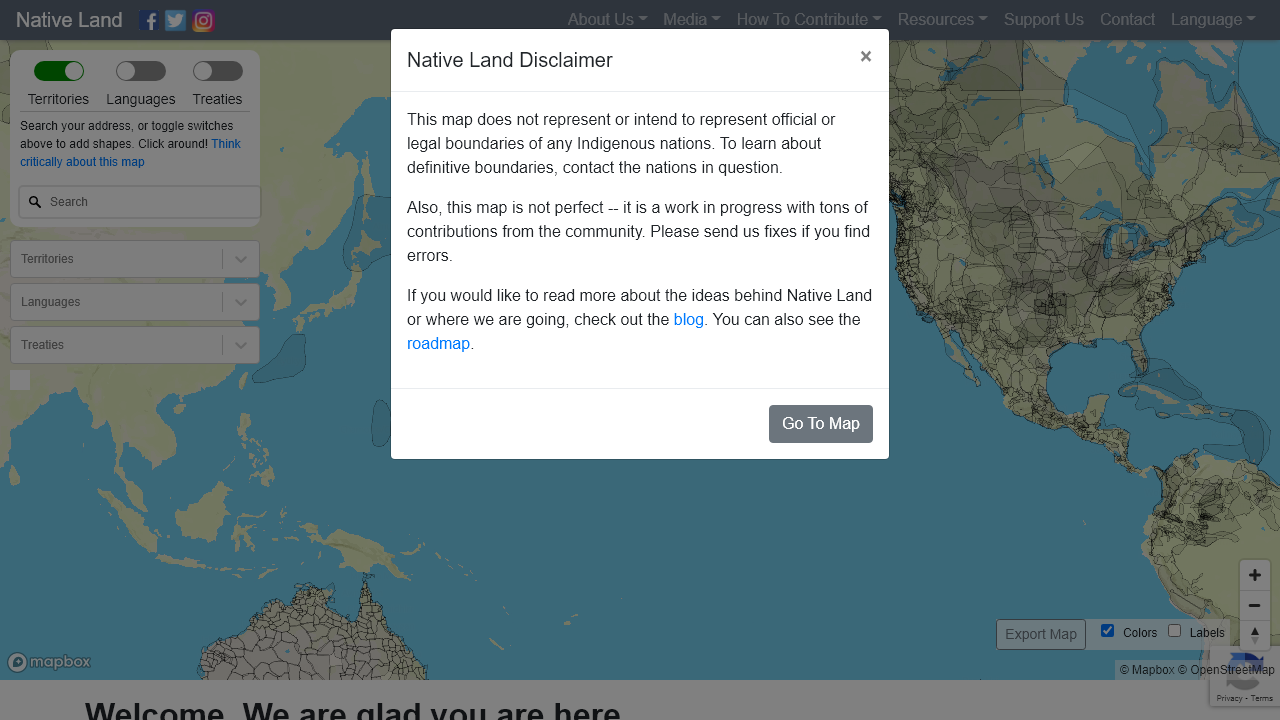 Native Land
About Us
Media
How To Contribute
Resources
Support Us
Contact
Language
Territories
Languages
Treaties
Search your address, or toggle switches
above to add shapes. Click around! Think
critically about this map
Search
Territories
Languages
Treaties
Native Land Disclaimer
×
This map does not represent or intend to represent official or
legal boundaries of any Indigenous nations. To learn about
definitive boundaries, contact the nations in question.
Also, this map is not perfect -- it is a work in progress with tons of
contributions from the community. Please send us fixes if you find
errors.
If you would like to read more about the ideas behind Native Land
or where we are going, check out the blog. You can also see the
roadmap.
Go To Map
Export Map
Colors
Labels
mapbox
© Mapbox © OpenStreetMap
Privacy - Terms
Welcome. We are glad you are here